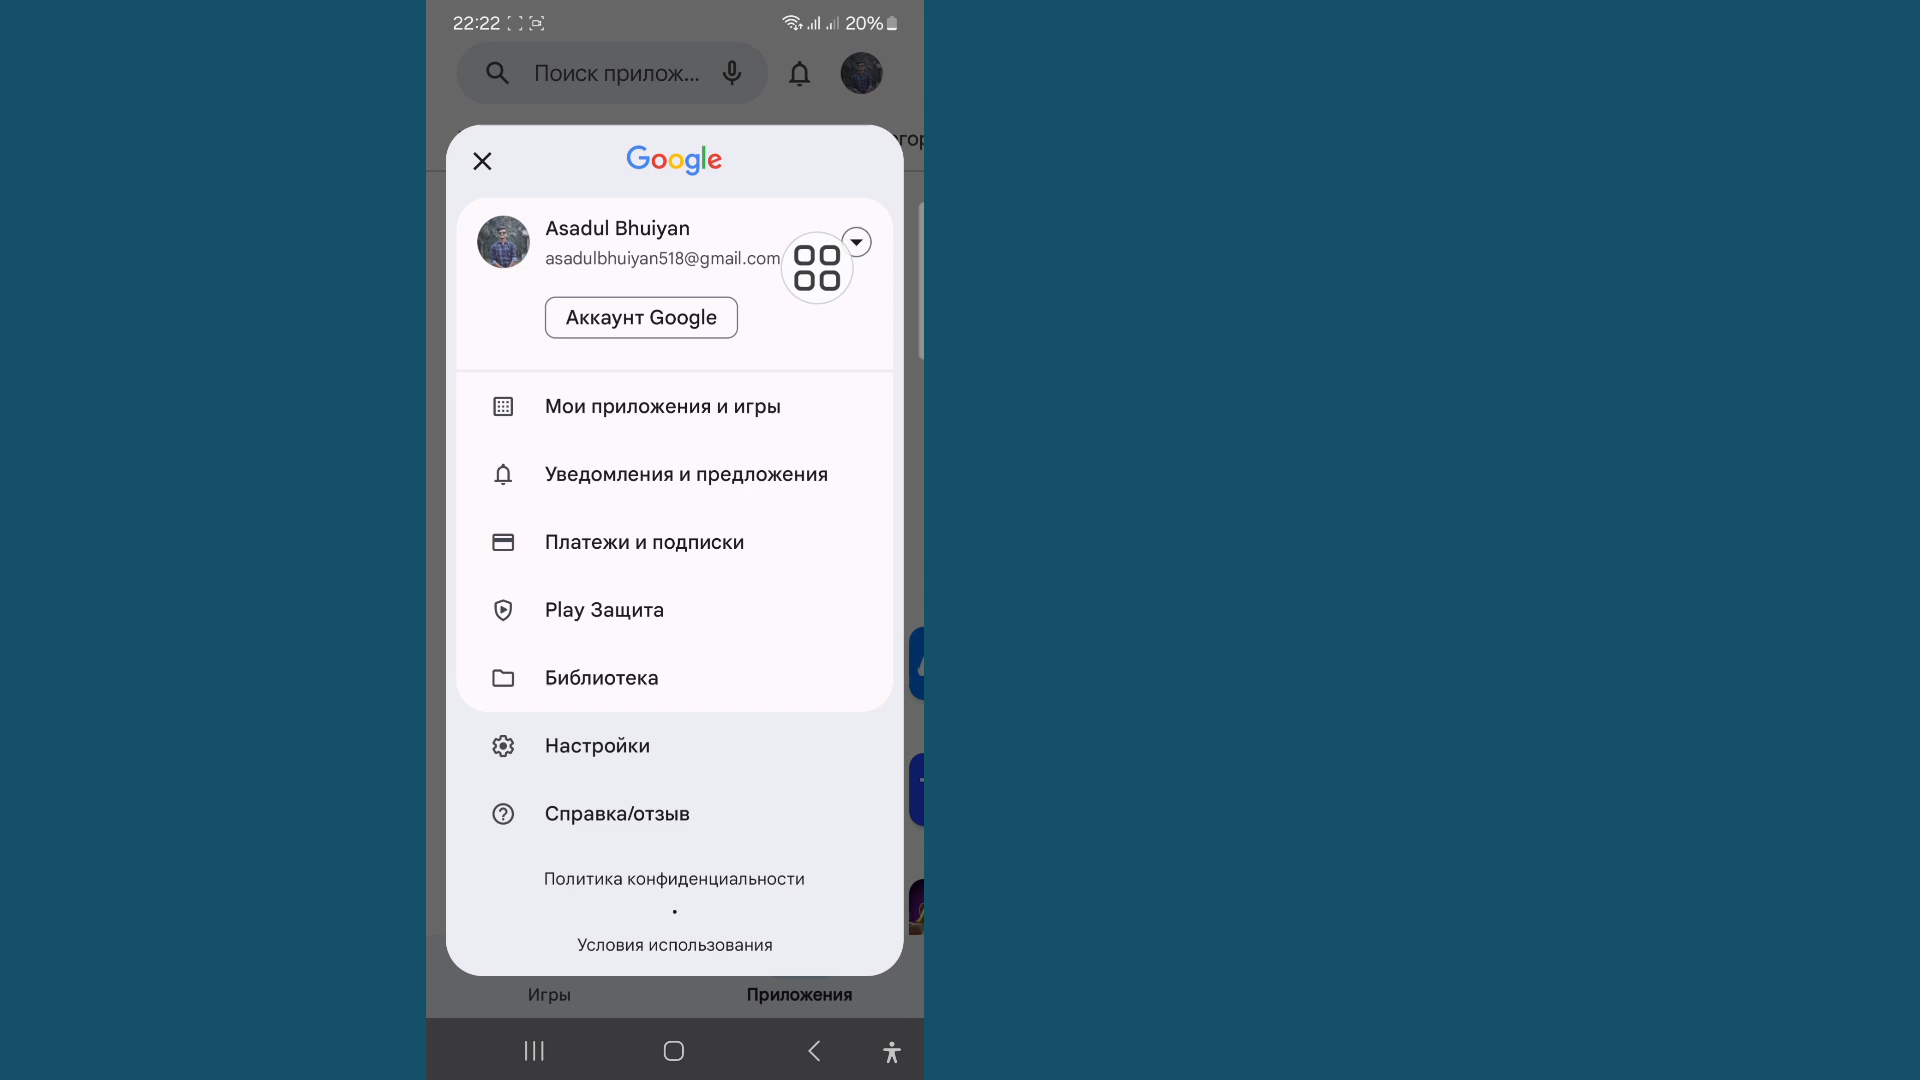 22:22
20%
Поиск прилож...
Google
Asadul Bhuiyan
asadulbhuiyan518@gmail.com
Аккаунт Google
Мои приложения и игры
Уведомления и предложения
Платежи и подписки
Play Защита
Библиотека
Настройки
Справка/отзыв
Политика конфиденциальности
•
Условия использования
Игры
Приложения